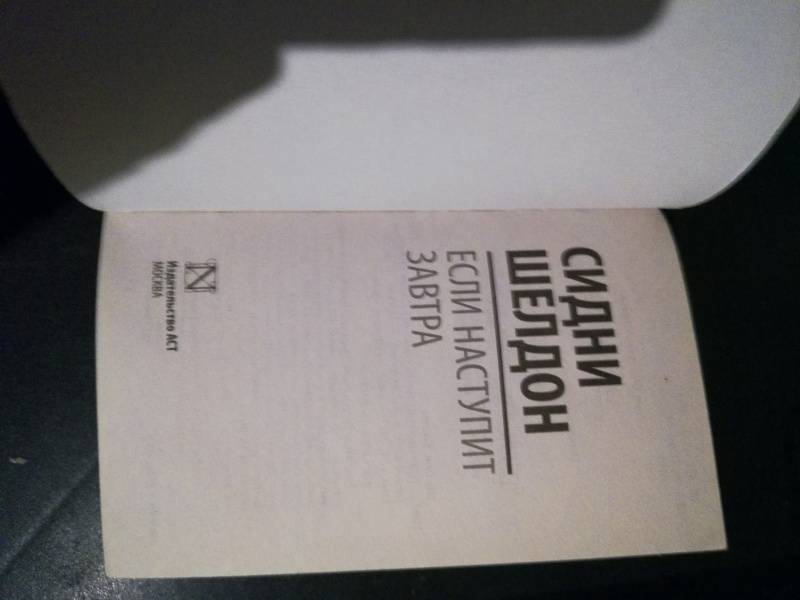 СИДНИ
ШЕЛДОН
ЕСЛИ НАСТУПИТ
ЗАВТРА
Издательство АСТ
МОСКВА